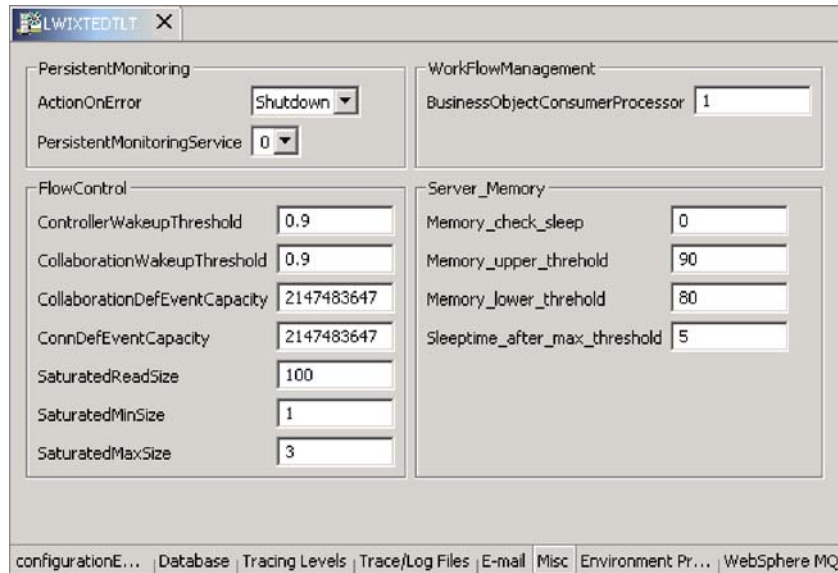 LWIXTEDTLT
PersistentMonitoring
ActionOnError Shutdown
PersistentMonitoringService 0
WorkFlowManagement
BusinessObjectConsumerProcessor 1
FlowControl
ControllerWakeupThreshold 0.9
CollaborationWakeupThreshold 0.9
CollaborationDefEventCapacity 2147483647
ConnDefEventCapacity 2147483647
SaturatedReadSize 100
SaturatedMinSize 1
SaturatedMaxSize 3
Server_Memory
Memory_check_sleep 0
Memory_upper_threhold 90
Memory_lower_threhold 80
Sleeptime_after_max_threshold 5
configurationE... Database Tracing Levels Trace/Log Files E-mail Misc Environment Pr... WebSphere MQ